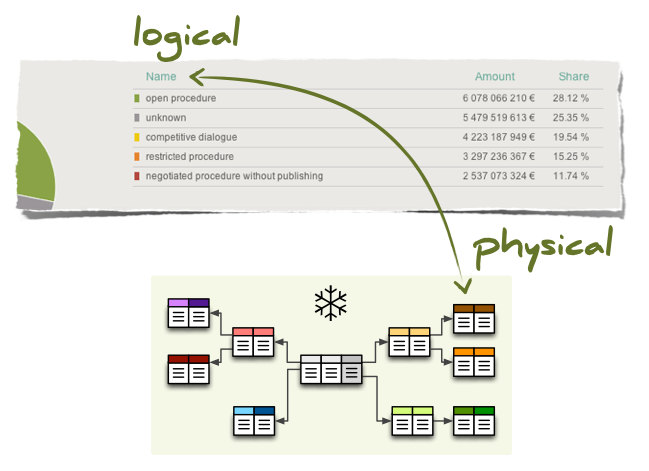 logical
Name Amount Share
open procedure 6 078 066 210 € 28.12 %
unknown 5 479 519 613 € 25.35 %
competitive dialogue 4 223 187 949 € 19.54 %
restricted procedure 3 297 236 367 € 15.25 %
negotiated procedure without publishing 2 537 073 324 € 11.74 %
physical